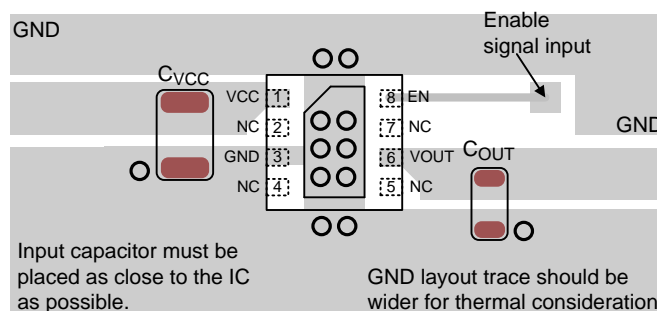 GND
Enable
signal input
CVCC
VCC 1
8 EN
NC 2
7 NC
GND
GND 3
6 VOUT
COUT
NC 4
5 NC
Input capacitor must be
placed as close to the IC
as possible.
GND layout trace should be
wider for thermal consideration